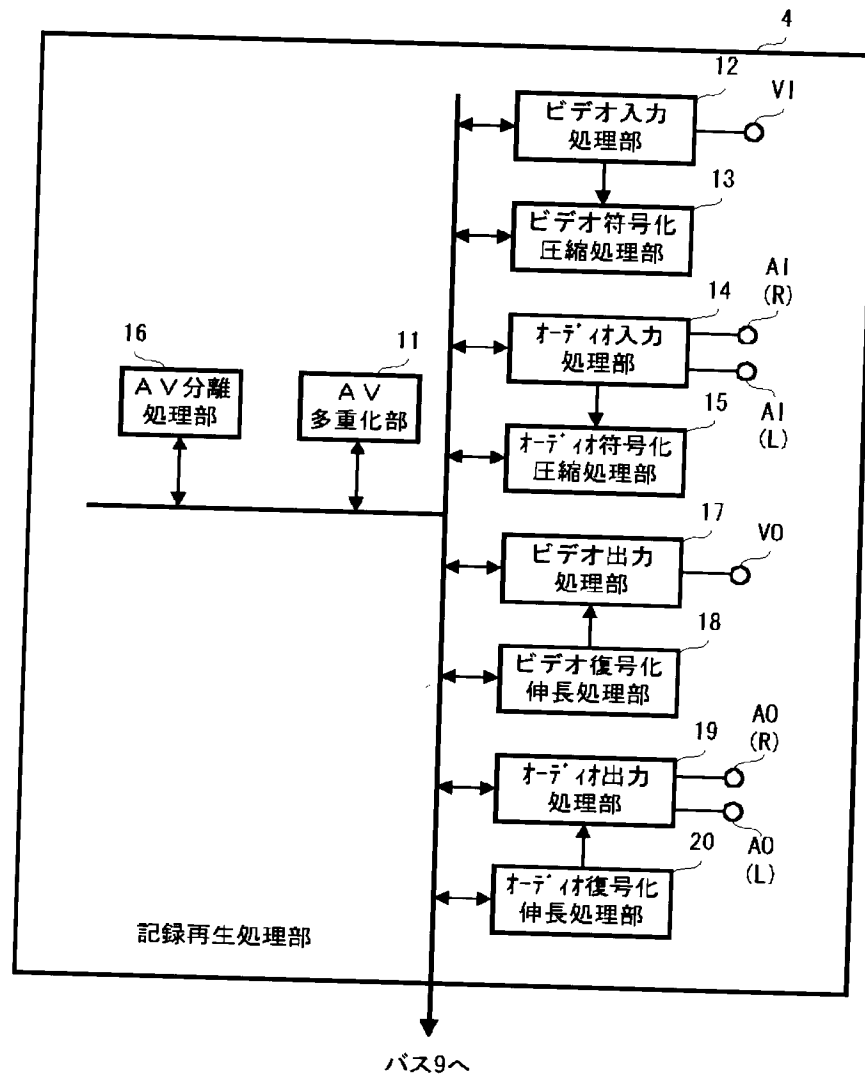 4
12
VI
ビデオ入力
処理部
13
ビデオ符号化
圧縮処理部
AI
(R)
14
オーディオ入力
処理部
AI
(L)
16
AV分離
処理部
11
AV
多重化部
15
オーディオ符号化
圧縮処理部
17
VO
ビデオ出力
処理部
18
ビデオ復号化
伸長処理部
AO
(R)
19
オーディオ出力
処理部
AO
(L)
20
オーディオ復号化
伸長処理部
記録再生処理部
バス9へ